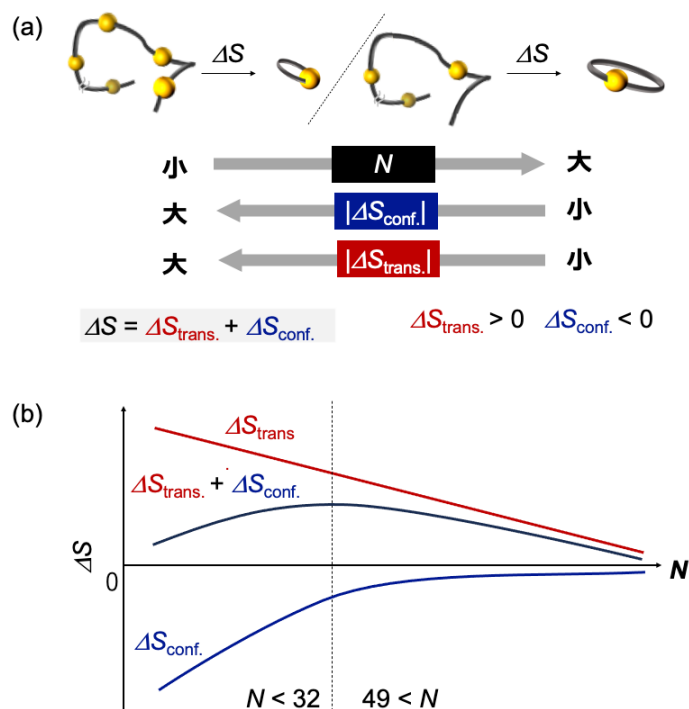 (a)
ΔS
ΔS
小 N 大
大 |ΔSconf.| 小
大 |ΔStrans.| 小
ΔS = ΔStrans. + ΔSconf.
ΔStrans. > 0 ΔSconf. < 0
(b)
ΔStrans
ΔStrans. + ΔSconf.
ΔS
0
N
ΔSconf.
N < 32
49 < N